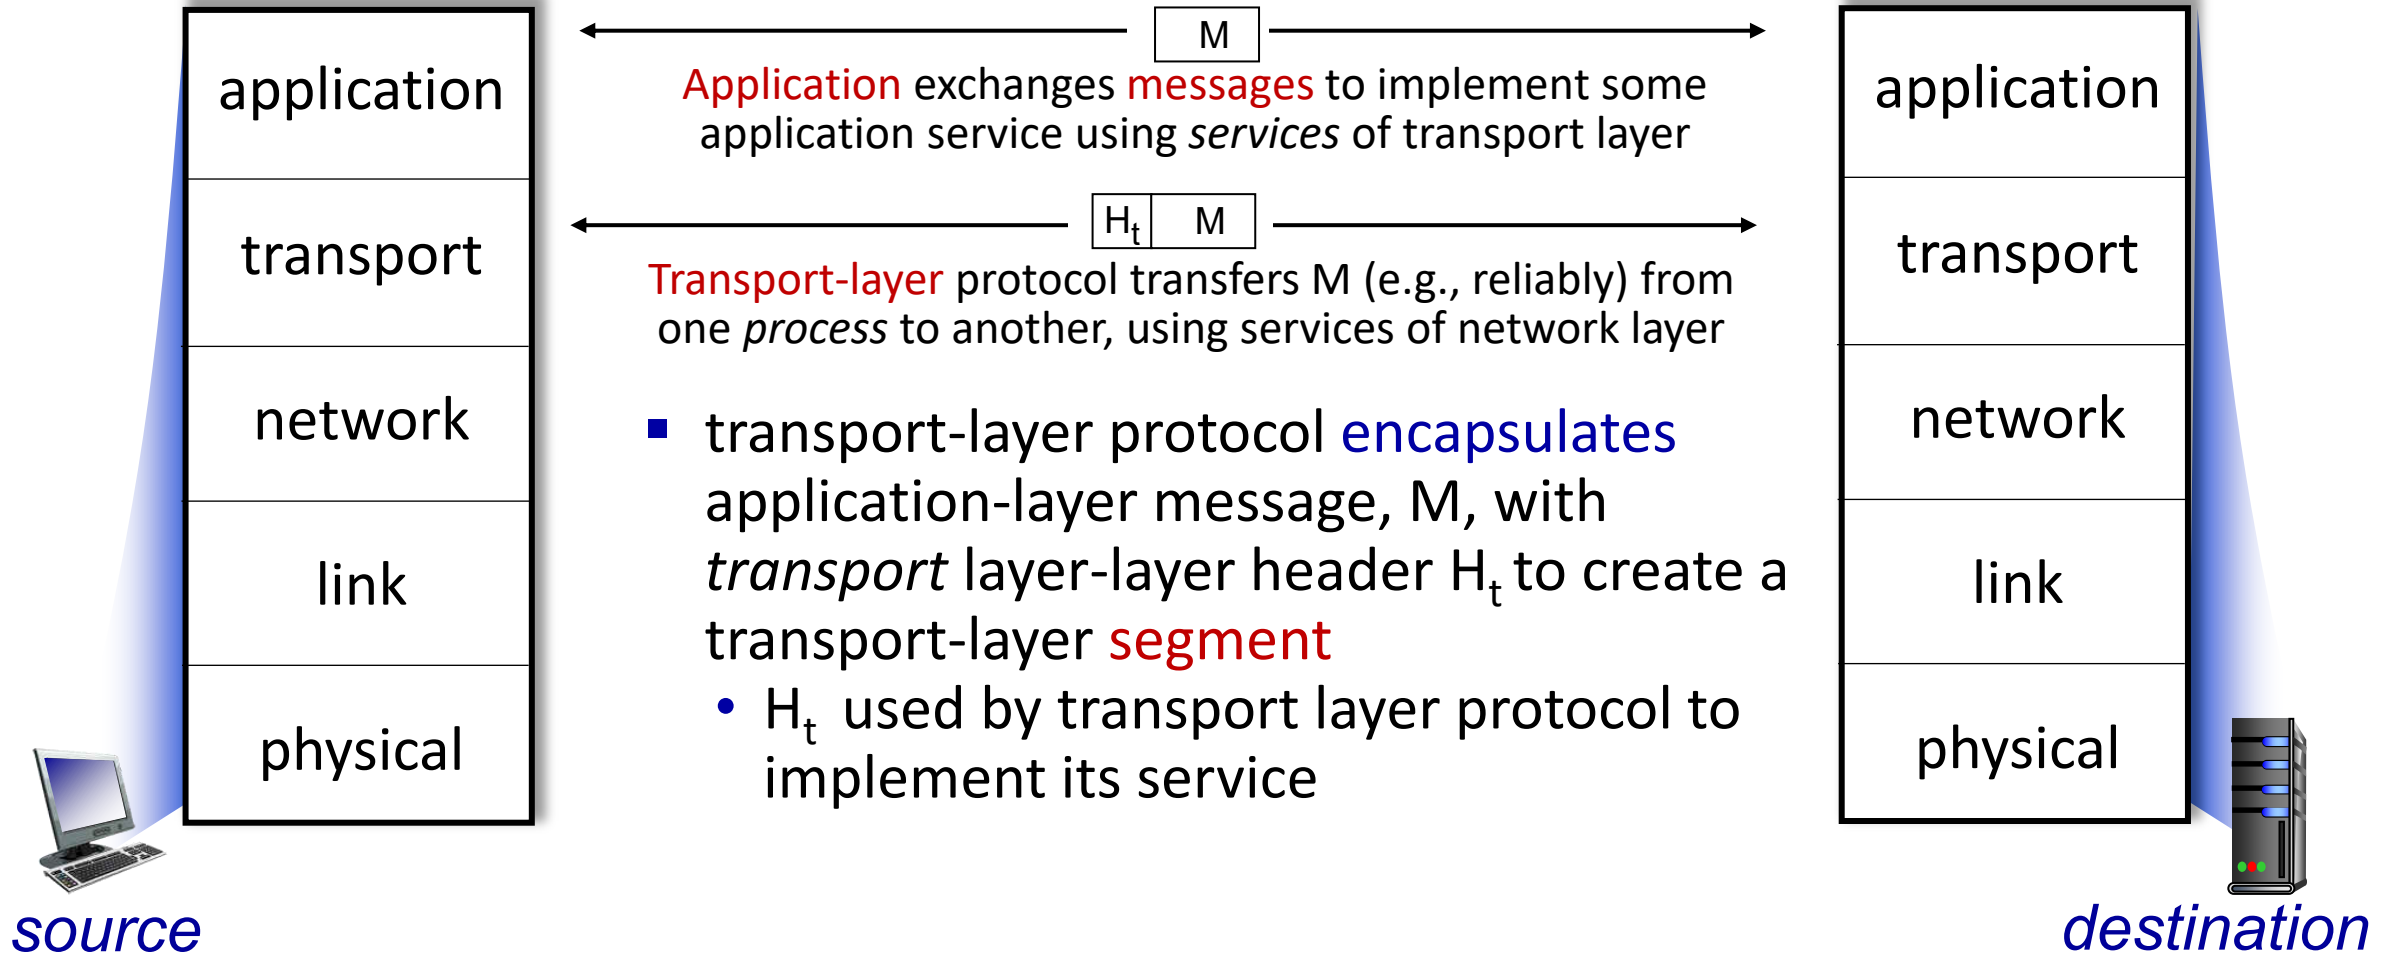 application
transport
network
link
physical
source
M
Application exchanges messages to implement some
application service using services of transport layer
Ht M
Transport-layer protocol transfers M (e.g., reliably) from
one process to another, using services of network layer
▪ transport-layer protocol encapsulates
application-layer message, M, with
transport layer-layer header Ht to create a
transport-layer segment
• Ht used by transport layer protocol to
implement its service
application
transport
network
link
physical
destination